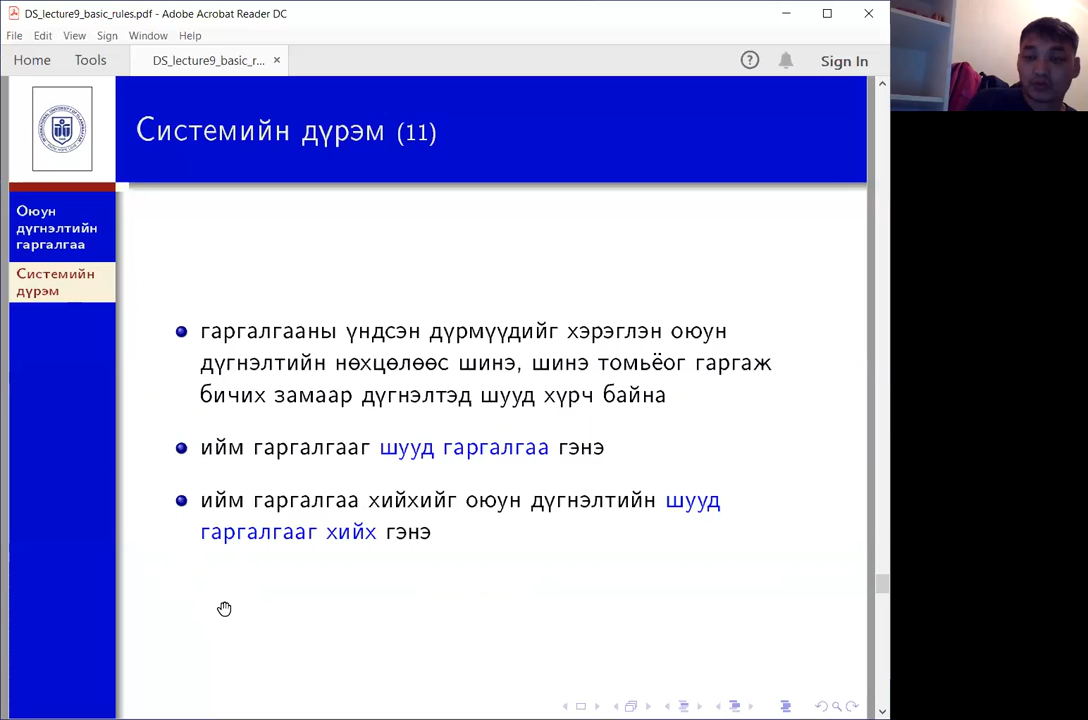 DS_lecture9_basic_rules.pdf - Adobe Acrobat Reader DC
File Edit View Sign Window Help
Home Tools DS_lecture9_basic_r... × Sign In
Системийн дүрэм (11)
Оюун
дүгнэлтийн
гаргалгаа
Системийн
дүрэм
гаргалгааны үндсэн дүрмүүдийг хэрэглэн оюун
дүгнэлтийн нөхцөлөөс шинэ, шинэ томьёог гаргаж
бичих замаар дүгнэлтэд шууд хүрч байна
ийм гаргалгааг шууд гаргалгаа гэнэ
ийм гаргалгаа хийхийг оюун дүгнэлтийн шууд
гаргалгааг хийх гэнэ